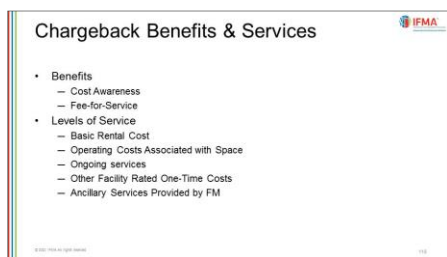 Chargeback Benefits & Services
IFMA
• Benefits
— Cost Awareness
— Fee-for-Service
• Levels of Service
— Basic Rental Cost
— Operating Costs Associated with Space
— Ongoing services
— Other Facility Rated One-Time Costs
— Ancillary Services Provided by FM